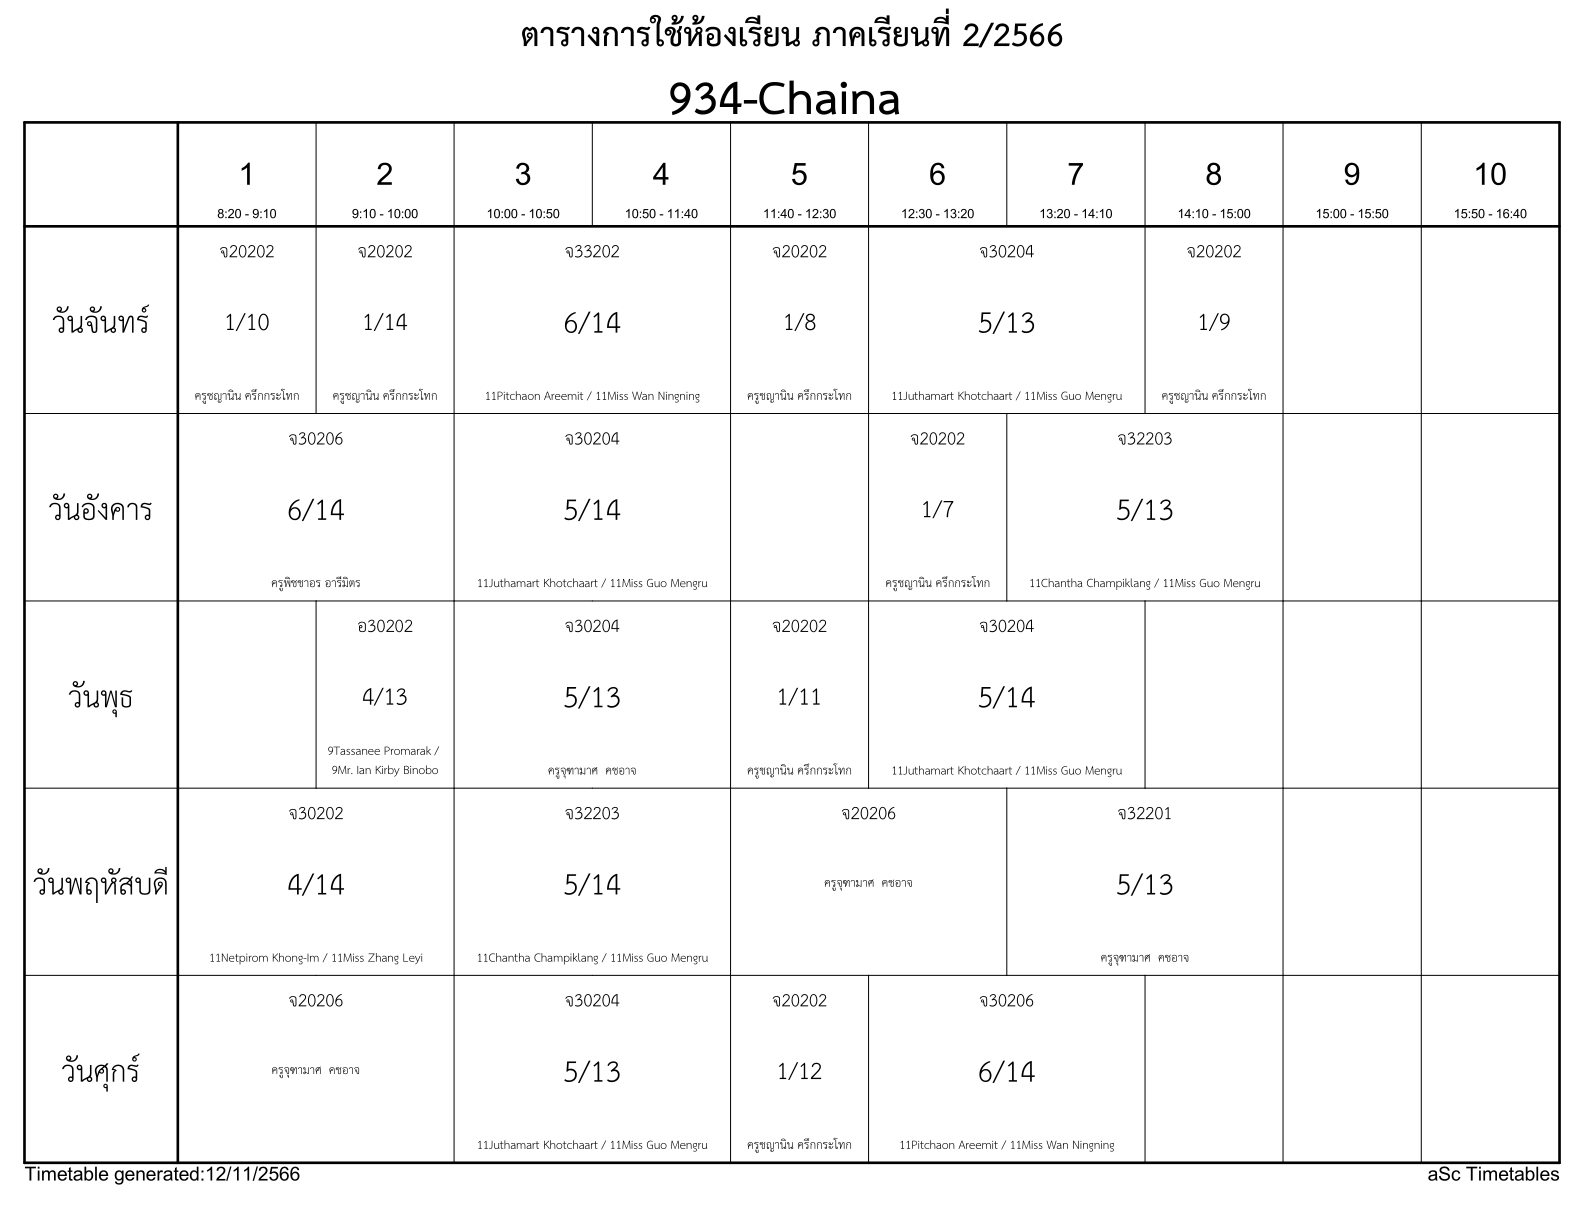 ตารางการใช้ห้องเรียน ภาคเรียนที่ 2/2566
934-Chaina
1 2 3 4 5 6 7 8 9 10
8:20 - 9:10 9:10 - 10:00 10:00 - 10:50 10:50 - 11:40 11:40 - 12:30 12:30 - 13:20 13:20 - 14:10 14:10 - 15:00 15:00 - 15:50 15:50 - 16:40
จ20202 จ20202 จ33202 จ20202 จ30204 จ20202
วันจันทร์ 1/10 1/14 6/14 1/8 5/13 1/9
ครูชญานิน ครึกกระโทก ครูชญานิน ครึกกระโทก 11Pitchaon Areemit / 11Miss Wan Ningning ครูชญานิน ครึกกระโทก 11Juthamart Khotchaart / 11Miss Guo Mengru ครูชญานิน ครึกกระโทก
จ30206 จ30204 จ20202 จ32203
วันอังคาร 6/14 5/14 1/7 5/13
ครูพิชชาอร อารีมิตร 11Juthamart Khotchaart / 11Miss Guo Mengru ครูชญานิน ครึกกระโทก 11Chantha Champiklang / 11Miss Guo Mengru
อ30202 จ30204 จ20202 จ30204
วันพุธ 4/13 5/13 1/11 5/14
9Tassanee Promarak /
9Mr. Ian Kirby Binobo ครูจุฑามาศ คชอาจ ครูชญานิน ครึกกระโทก 11Juthamart Khotchaart / 11Miss Guo Mengru
จ30202 จ32203 จ20206 จ32201
วันพฤหัสบดี 4/14 5/14 ครูจุฑามาศ คชอาจ 5/13
11Netpirom Khong-Im / 11Miss Zhang Leyi 11Chantha Champiklang / 11Miss Guo Mengru ครูจุฑามาศ คชอาจ
จ20206 จ30204 จ20202 จ30206
วันศุกร์ ครูจุฑามาศ คชอาจ 5/13 1/12 6/14
11Juthamart Khotchaart / 11Miss Guo Mengru ครูชญานิน ครึกกระโทก 11Pitchaon Areemit / 11Miss Wan Ningning
Timetable generated:12/11/2566 aSc Timetables